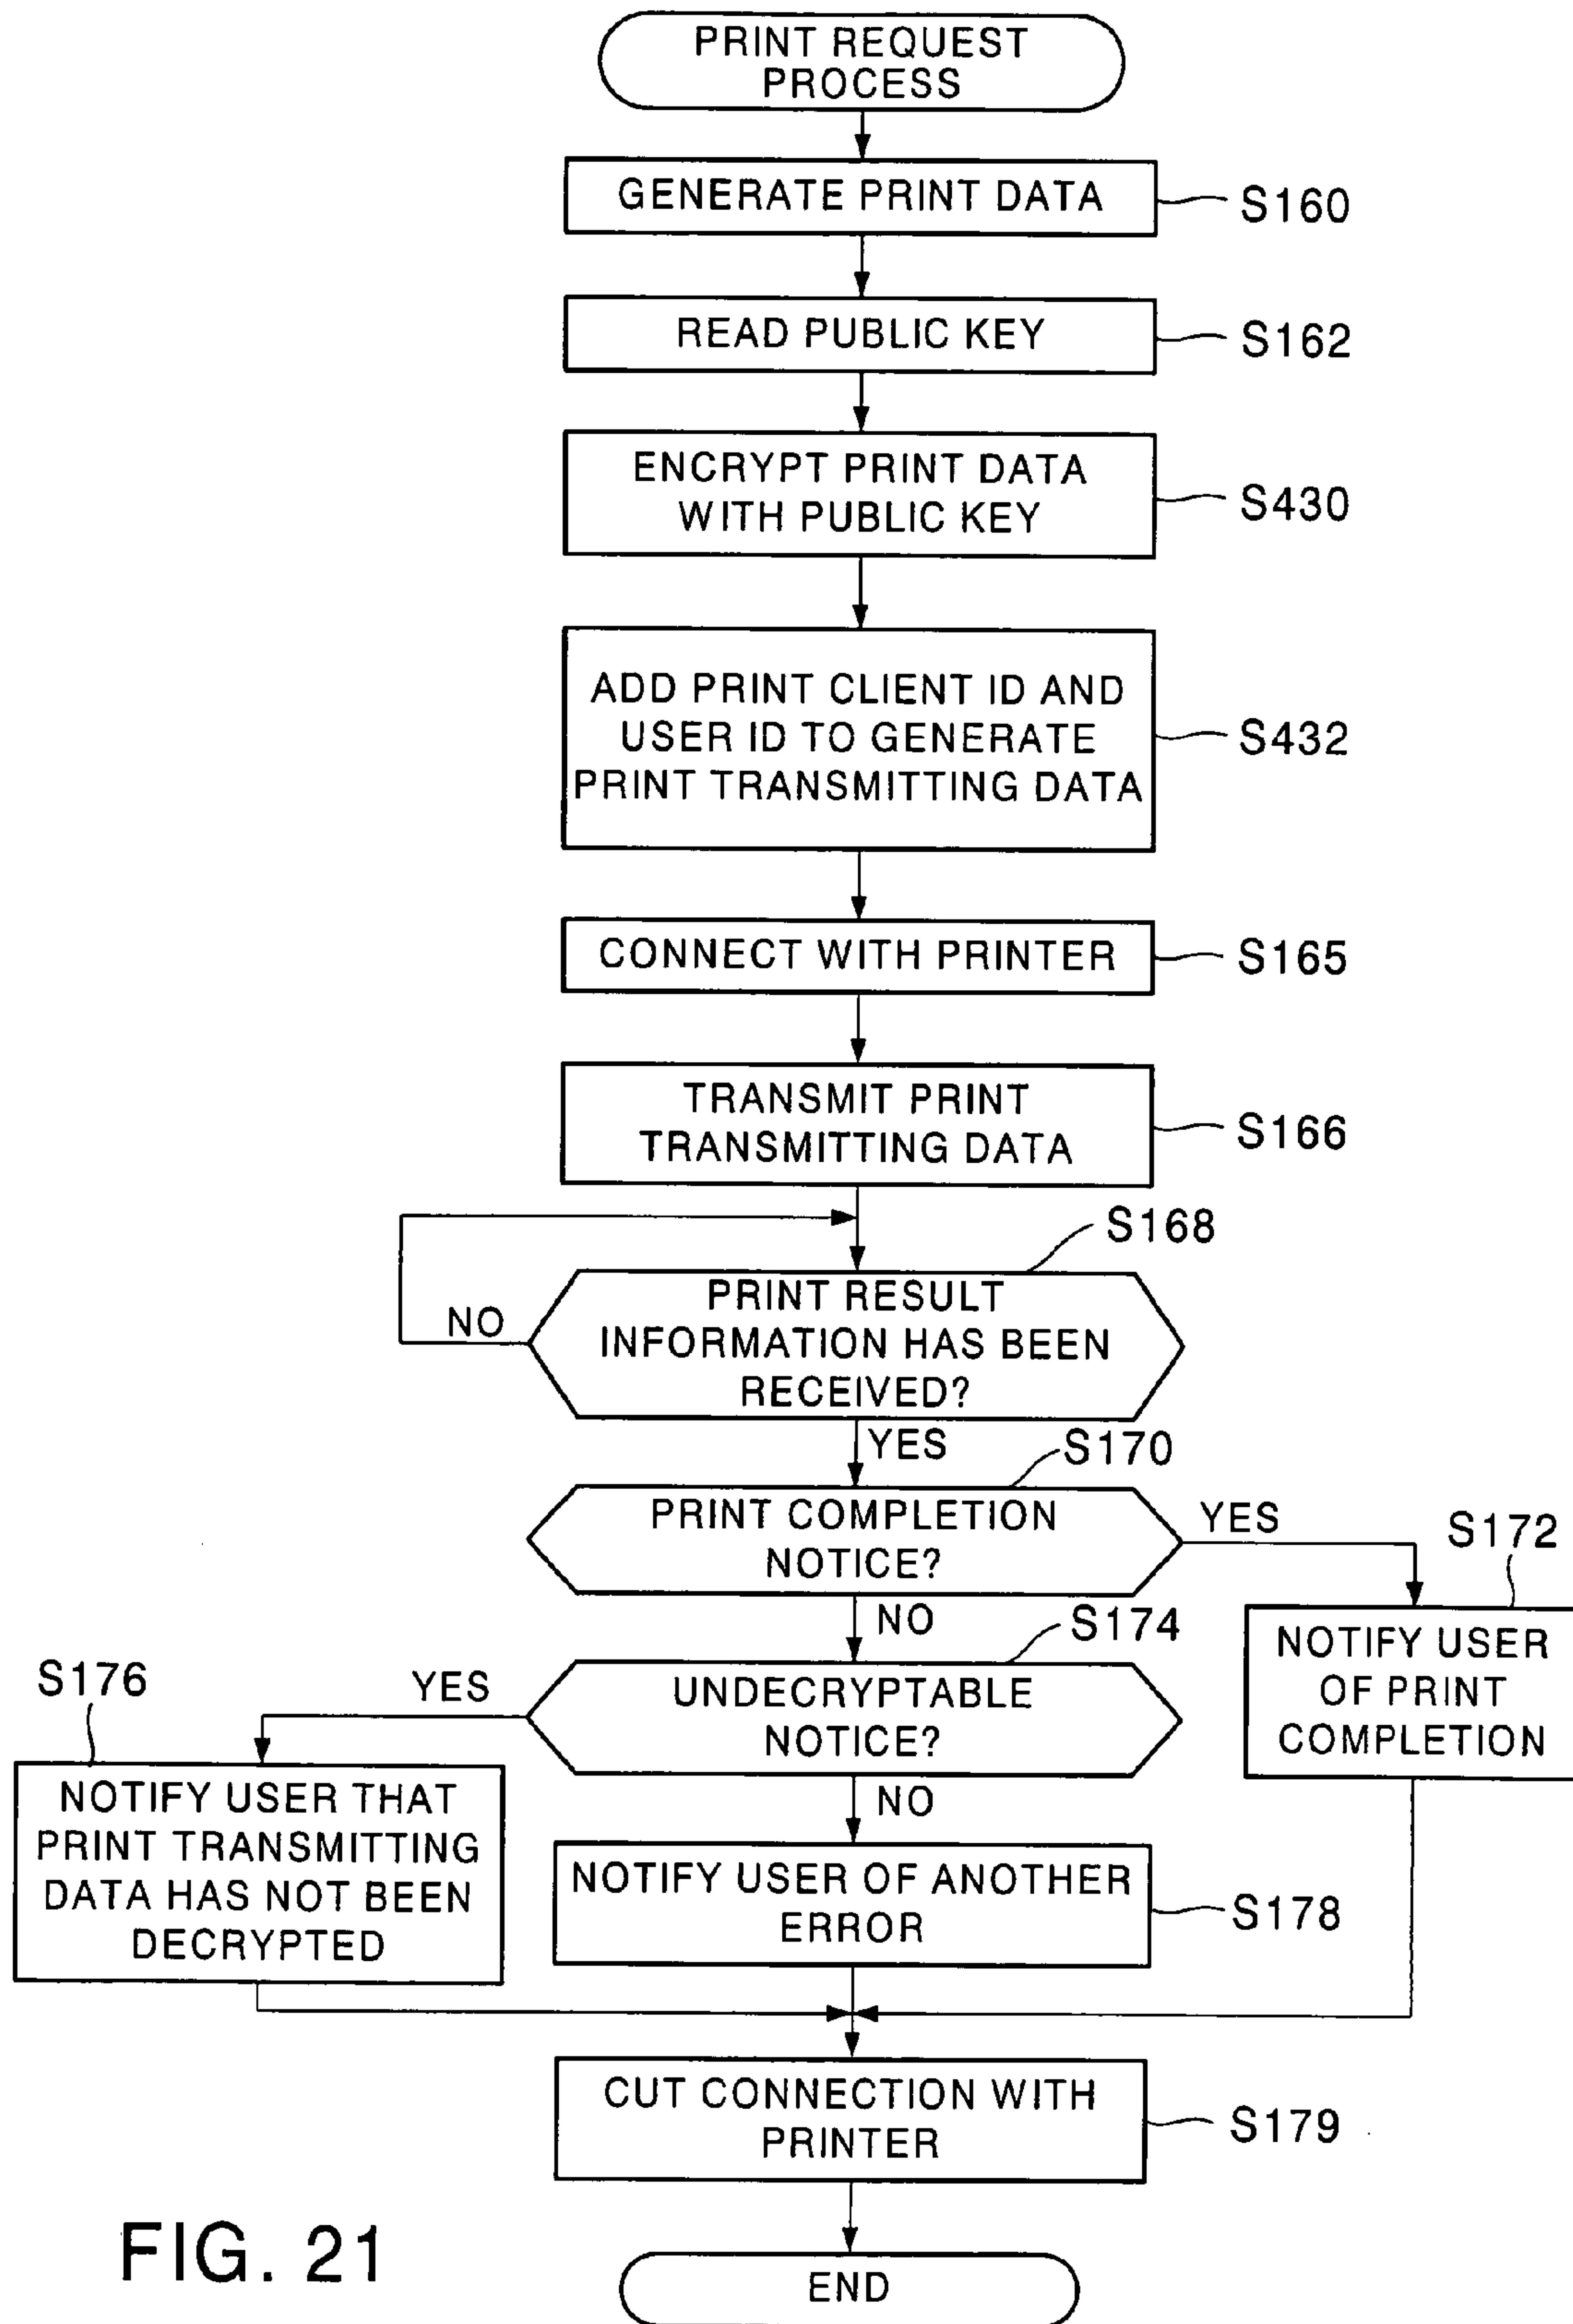 PRINT REQUEST
PROCESS
GENERATE PRINT DATA
S160
READ PUBLIC KEY
S162
ENCRYPT PRINT DATA
WITH PUBLIC KEY
S430
ADD PRINT CLIENT ID AND
USER ID TO GENERATE
PRINT TRANSMITTING DATA
S432
CONNECT WITH PRINTER
S165
TRANSMIT PRINT
TRANSMITTING DATA
S166
S168
PRINT RESULT
INFORMATION HAS BEEN
RECEIVED?
NO
YES
S170
PRINT COMPLETION
NOTICE?
YES
S172
NOTIFY USER
OF PRINT
COMPLETION
NO
S174
UNDECRYPTABLE
NOTICE?
YES
S176
NOTIFY USER THAT
PRINT TRANSMITTING
DATA HAS NOT BEEN
DECRYPTED
NO
NOTIFY USER OF ANOTHER
ERROR
S178
CUT CONNECTION WITH
PRINTER
S179
END
FIG. 21